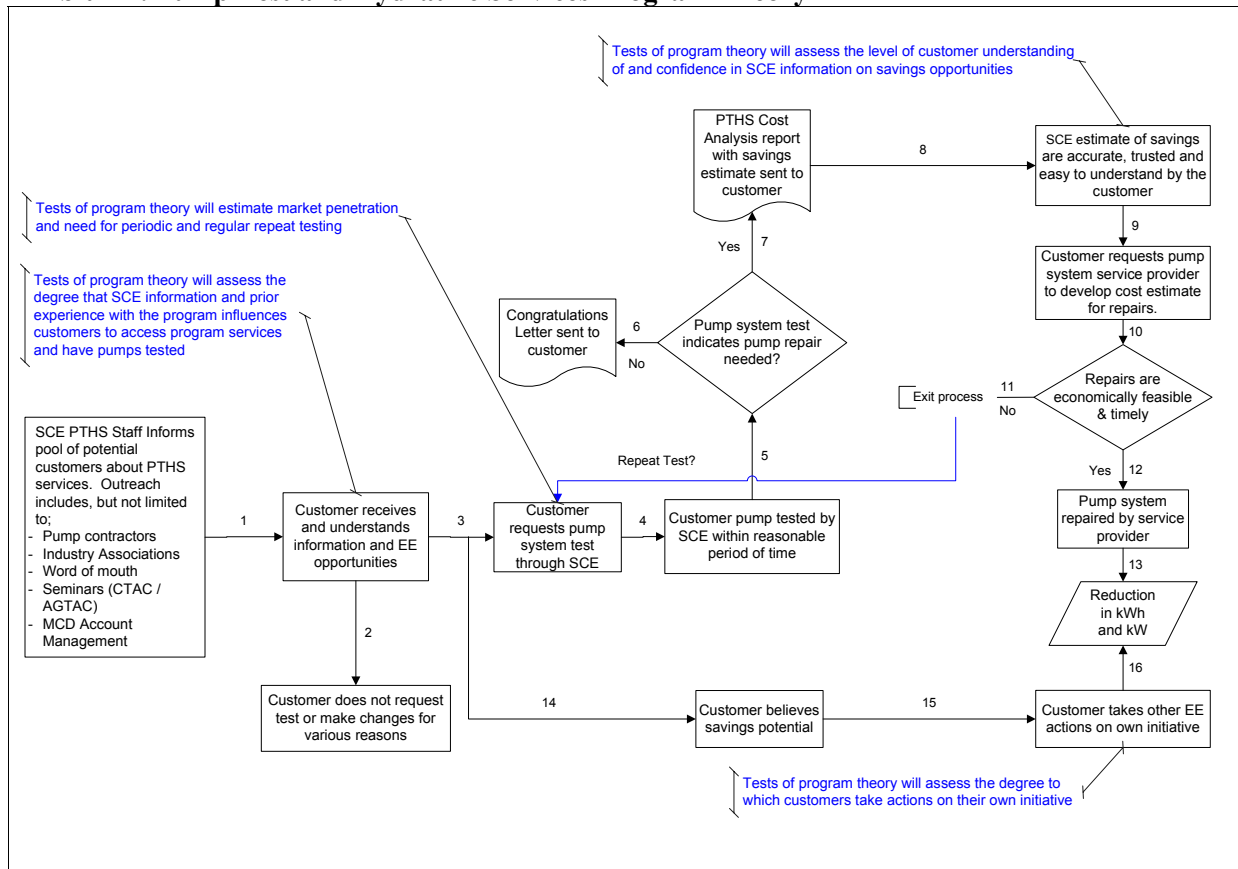 Tests of program theory will assess the level of customer understanding
of and confidence in SCE information on savings opportunities
PTHS Cost
Analysis report
with savings
estimate sent to
customer
8
SCE estimate of savings
are accurate, trusted and
easy to understand by the
customer
Tests of program theory will estimate market penetration
and need for periodic and regular repeat testing
Yes
7
9
Tests of program theory will assess the
degree that SCE information and prior
experience with the program influences
customers to access program services
and have pumps tested
Congratulations
Letter sent to
customer
6
No
Pump system test
indicates pump repair
needed?
Customer requests pump
system service provider
to develop cost estimate
for repairs.
10
Exit process
11
No
Repairs are
economically feasible
& timely
SCE PTHS Staff Informs
pool of potential
customers about PTHS
services. Outreach
includes, but not limited
to;
- Pump contractors
- Industry Associations
- Word of mouth
- Seminars (CTAC /
AGTAC)
- MCD Account
Management
1
Customer receives
and understands
information and EE
opportunities
3
Repeat Test?
5
Customer
requests pump
system test
through SCE
4
Customer pump tested by
SCE within reasonable
period of time
Yes
12
Pump system
repaired by service
provider
13
Reduction
in kWh
and kW
2
16
Customer does not request
test or make changes for
various reasons
14
Customer believes
savings potential
15
Customer takes other EE
actions on own initiative
Tests of program theory will assess the degree to
which customers take actions on their own initiative